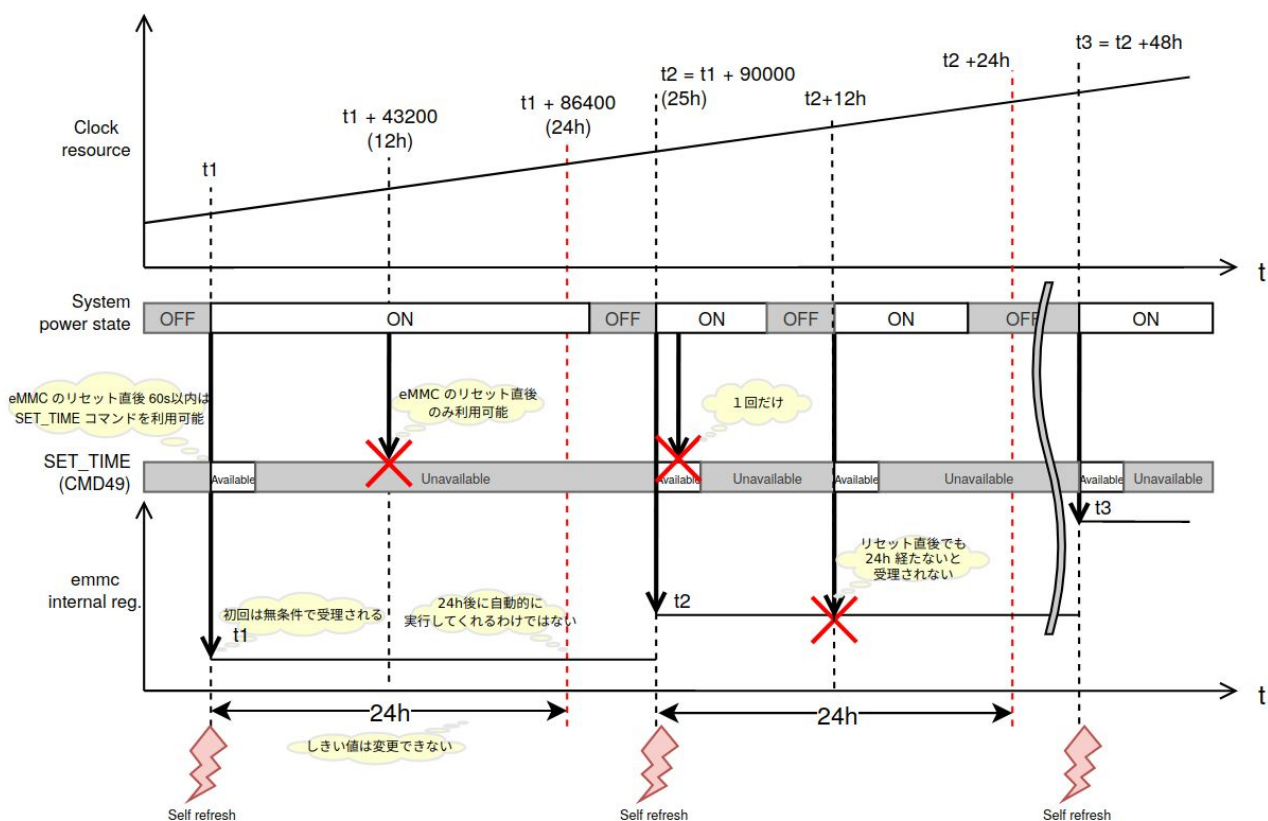 t3 = t2 +48h
t2 +24h
t2 = t1 + 90000
(25h)
t2+12h
t1 + 86400
(24h)
t1 + 43200
(12h)
t1
Clock
resource
t
System
power state
OFF
ON
OFF
ON
OFF
ON
OFF
ON
eMMC のリセット直後 60s以内は
SET_TIME コマンドを利用可能
eMMC のリセット直後
のみ利用可能
１回だけ
SET_TIME
(CMD49)
Available
Unavailable
Available
Unavailable
Available
Unavailable
Available
Unavailable
t3
リセット直後でも
24h 経たないと
受理されない
emmc
internal reg.
初回は無条件で受理される
t1
24h後に自動的に
実行してくれるわけではない
t2
t
24h
24h
しきい値は変更できない
Self refresh
Self refresh
Self refresh